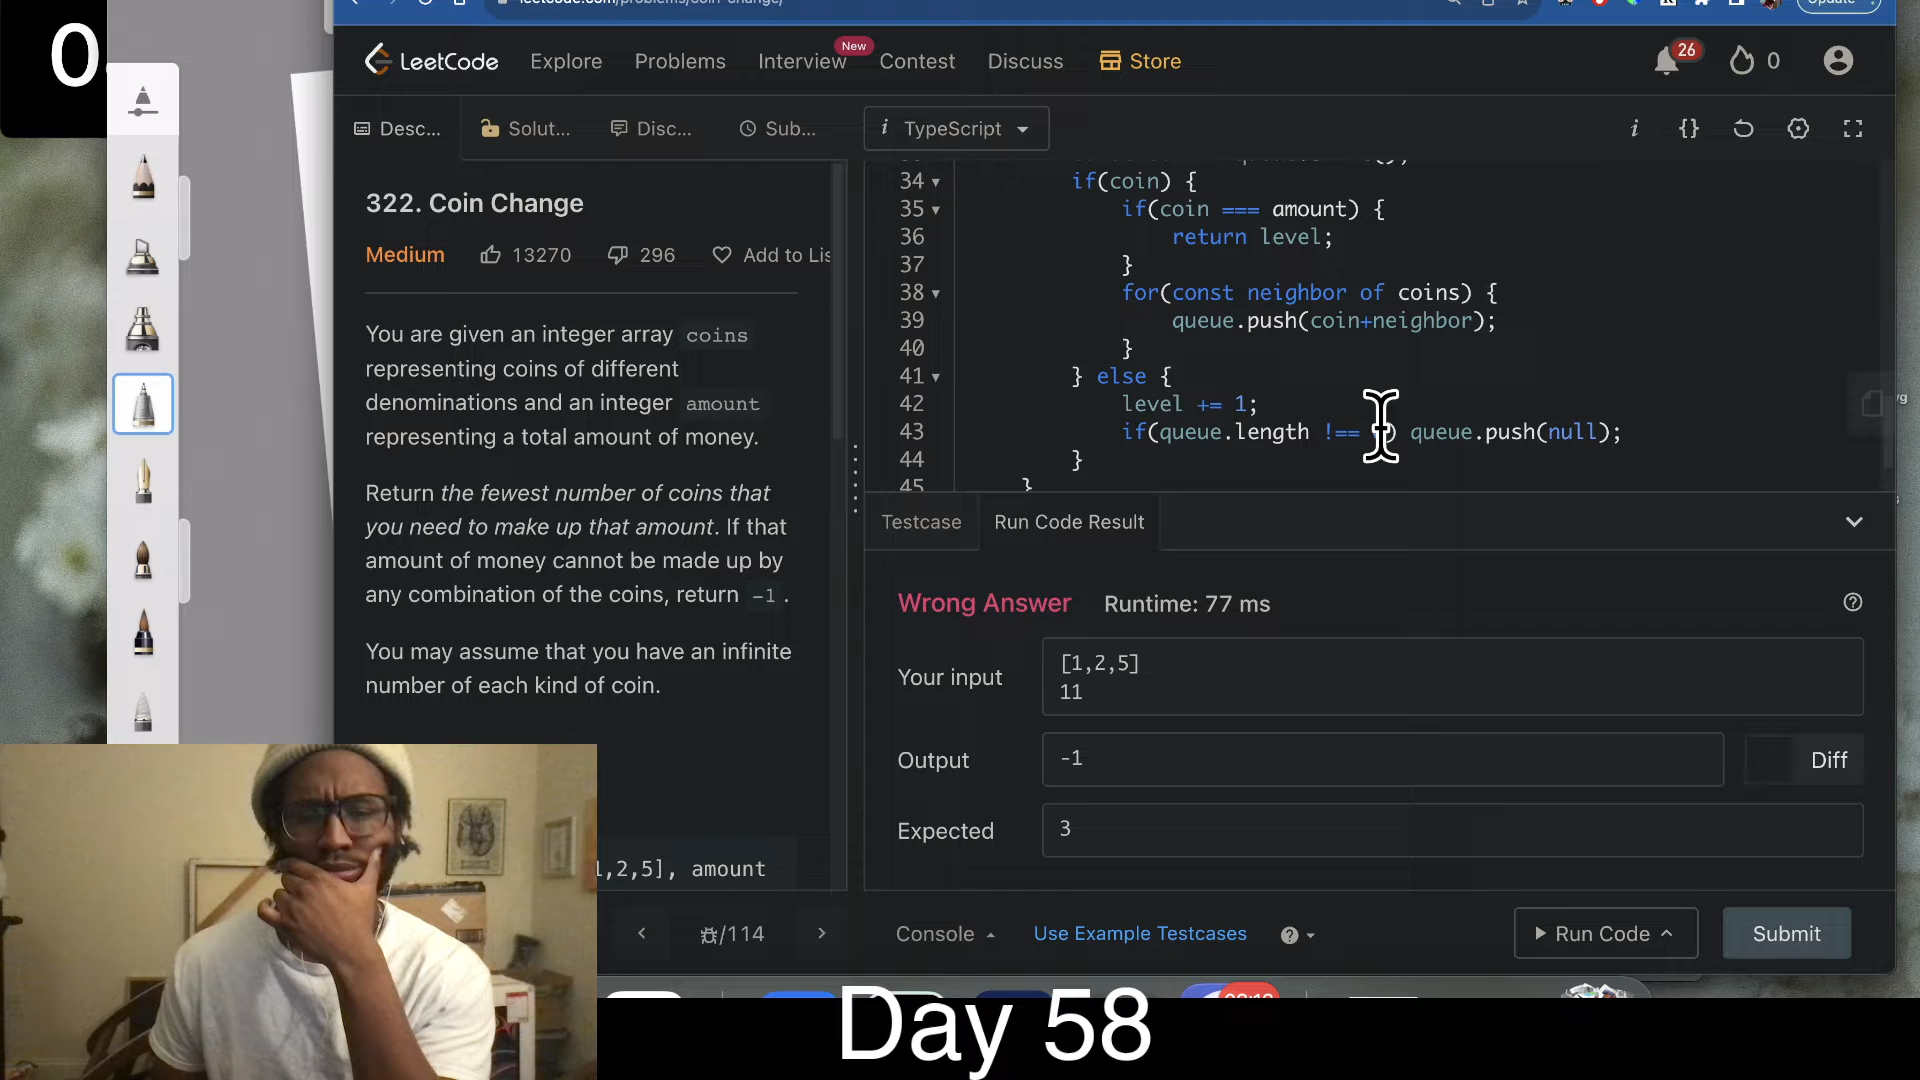 0
leetcode.com/problems/coin-change/
Update
LeetCode
Explore
Problems
Interview
New
Contest
Discuss
Store
26
0
Desc...
Solut...
Disc...
Sub...
i
TypeScript
i
{}
322. Coin Change
Medium
13270
296
Add to Lis
You are given an integer array coins
representing coins of different
denominations and an integer amount
representing a total amount of money.
Return the fewest number of coins that
you need to make up that amount. If that
amount of money cannot be made up by
any combination of the coins, return -1.
You may assume that you have an infinite
number of each kind of coin.
1,2,5], amount
34 if(coin) {
35 if(coin === amount) {
36 return level;
37 }
38 for(const neighbor of coins) {
39 queue.push(coin+neighbor);
40 }
41 } else {
42 level += 1;
43 if(queue.length !== ) queue.push(null);
44 }
45 }
Testcase
Run Code Result
Wrong Answer
Runtime: 77 ms
Your input
[1,2,5]
11
Output
-1
Diff
Expected
3
/114
Console
Use Example Testcases
Run Code
Submit
Day 58